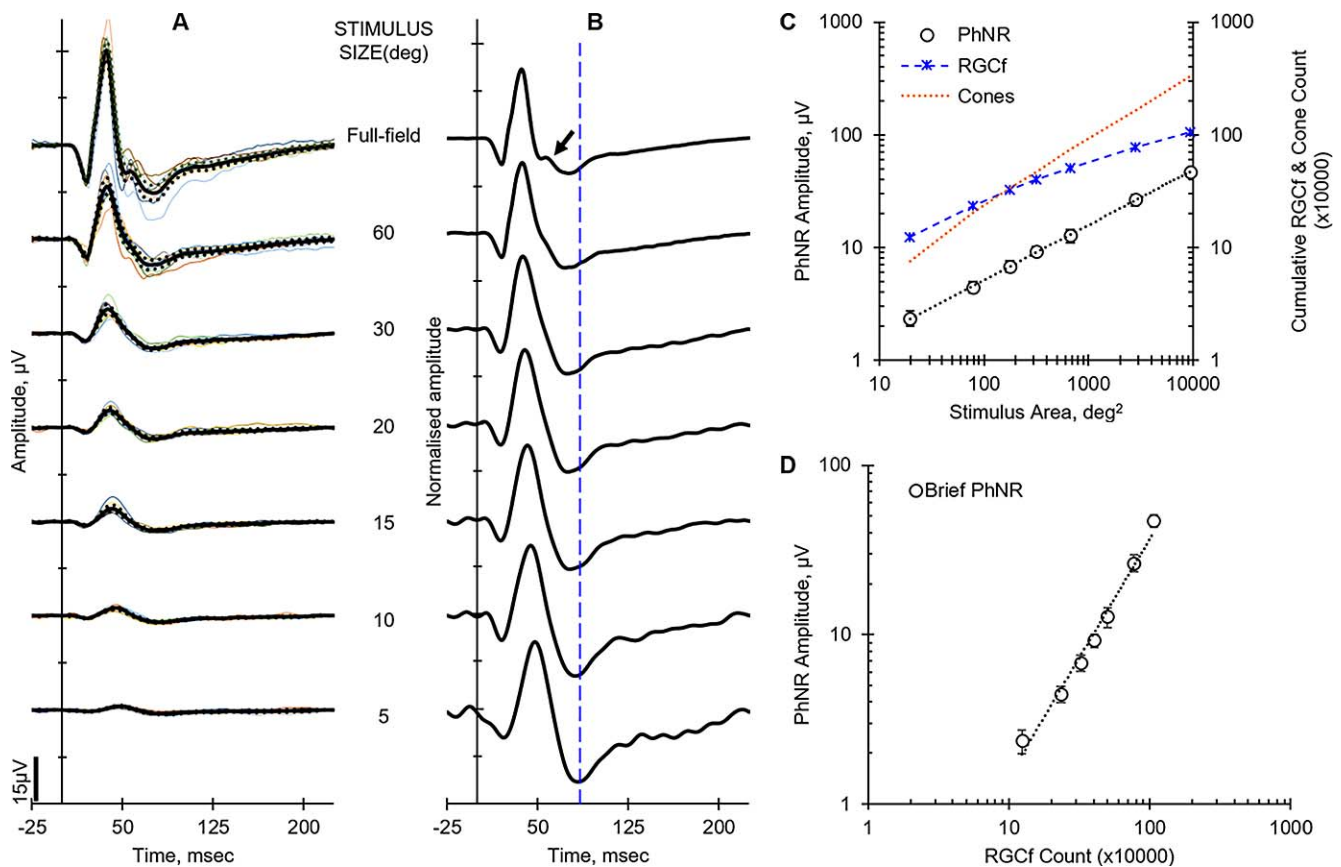 A
STIMULUS
SIZE(deg)
Full-field
60
30
20
15
10
5
Amplitude, µV
15µV
-25
50
125
200
Time, msec
B
Normalised amplitude
-25
50
125
200
Time, msec
C
PhNR
RGCf
Cones
PhNR Amplitude, µV
1000
100
10
1
Cumulative RGCf & Cone Count
(x10000)
1000
100
10
1
10
100
1000
10000
Stimulus Area, deg²
D
Brief PhNR
PhNR Amplitude, µV
100
10
1
1
10
100
1000
RGCf Count (x10000)